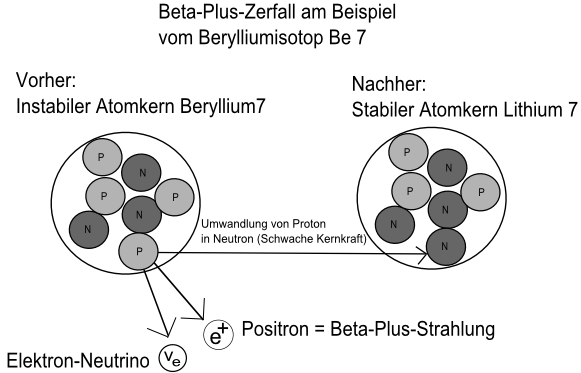 Beta-Plus-Zerfall am Beispiel
vom Berylliumisotop Be 7
Vorher:
Instabiler Atomkern Beryllium7
Nachher:
Stabiler Atomkern Lithium 7
P
N
P
P
N
N
P
P
N
P
P
N
N
N
Umwandlung von Proton
in Neutron (Schwache Kernkraft)
e+
Positron = Beta-Plus-Strahlung
Elektron-Neutrino
νe